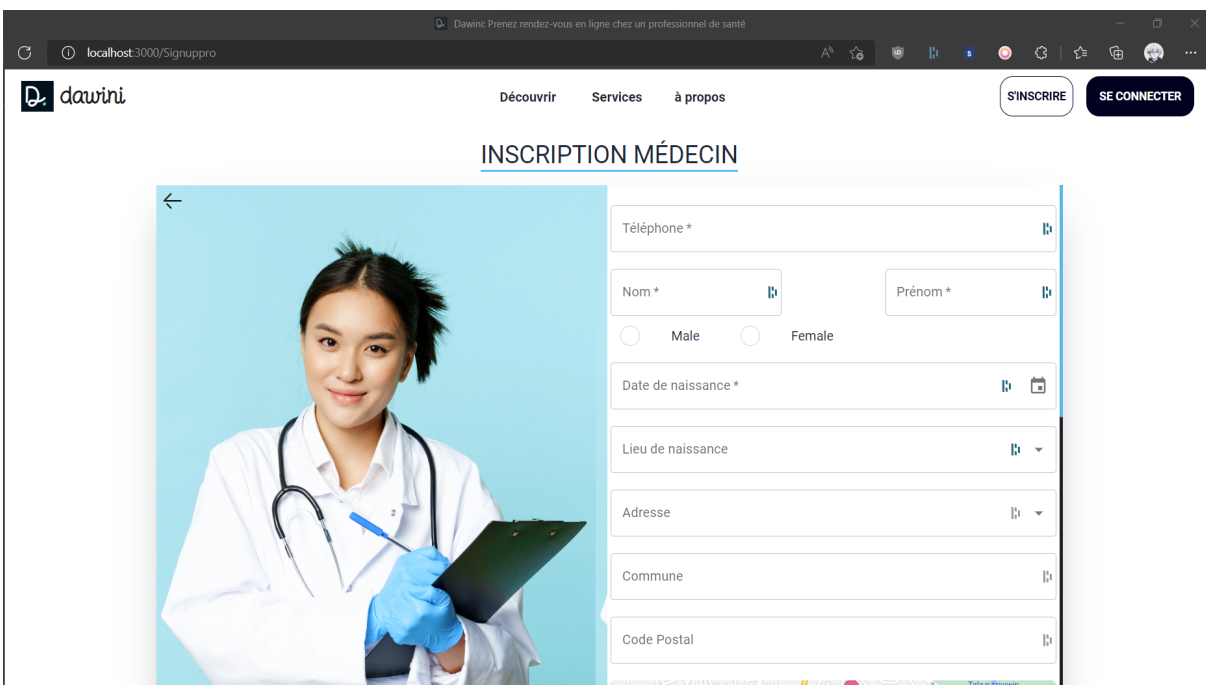 Dawini: Prenez rendez-vous en ligne chez un professionnel de santé
localhost:3000/Signuppro
D. dawini
Découvrir Services à propos
S'INSCRIRE SE CONNECTER
INSCRIPTION MÉDECIN
Téléphone *
Nom * Prénom *
Male Female
Date de naissance *
Lieu de naissance
Adresse
Commune
Code Postal